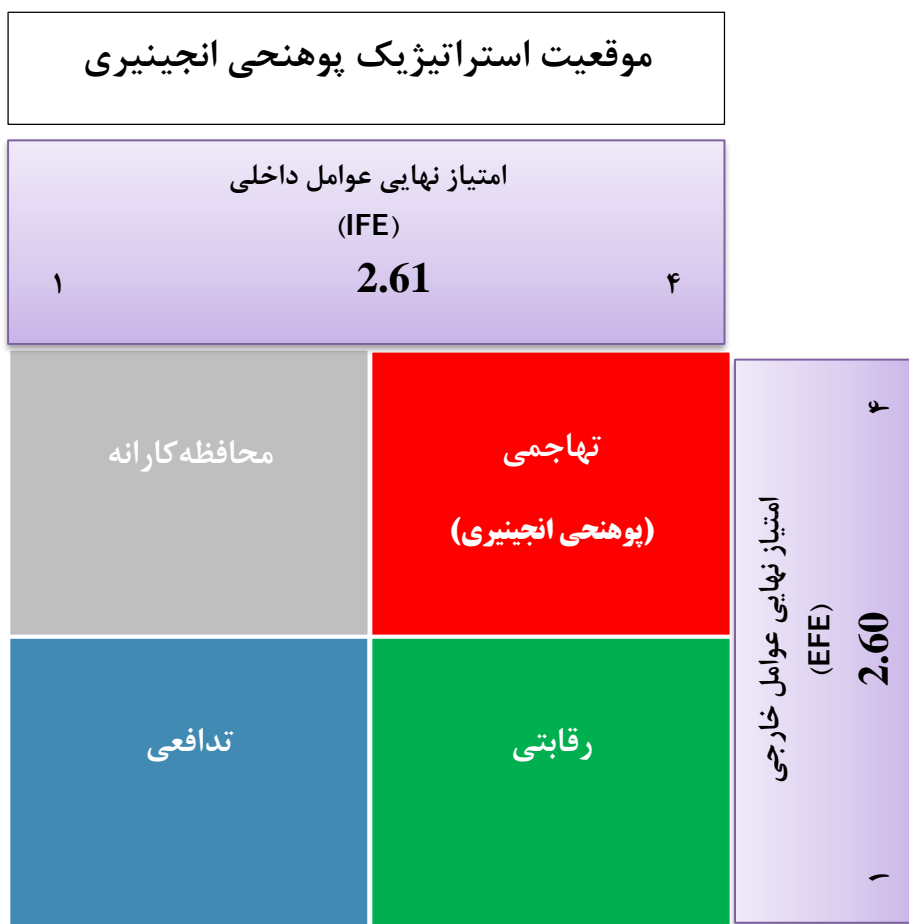 موقعیت استراتیژیک پوهنحی انجینیری
امتیاز نهایی عوامل داخلی
(IFE)
۱ 2.61 ۴
محافظه‌کارانه
تهاجمی
(پوهنحی انجینیری)
تدافعی
رقابتی
امتیاز نهایی عوامل خارجی
(EFE)
۱ 2.60 ۴